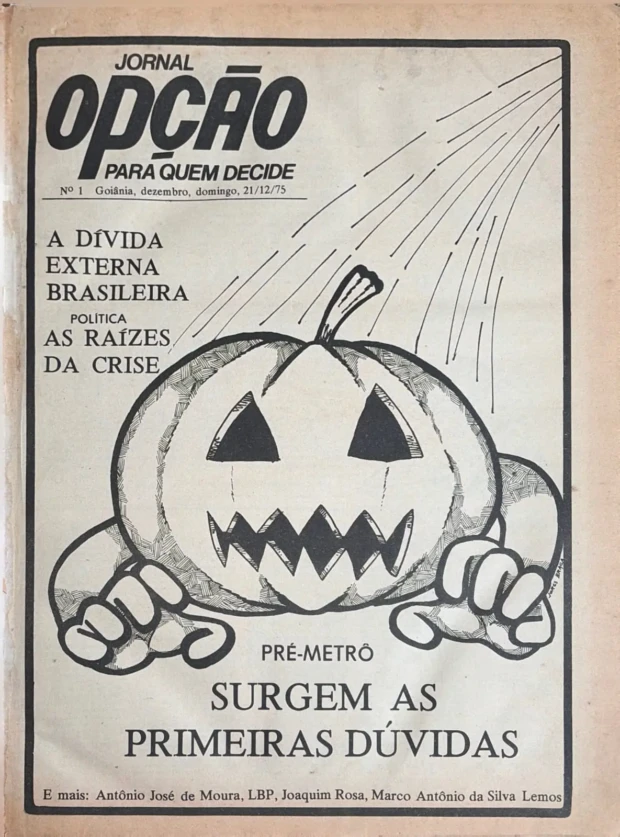 JORNAL
OPÇÃO
PARA QUEM DECIDE
Nº 1 Goiânia, dezembro, domingo, 21/12/75
A DÍVIDA
EXTERNA
BRASILEIRA
POLÍTICA
AS RAÍZES
DA CRISE
PRÉ-METRÔ
SURGEM AS
PRIMEIRAS DÚVIDAS
E mais: Antônio José de Moura, LBP, Joaquim Rosa, Marco Antônio da Silva Lemos